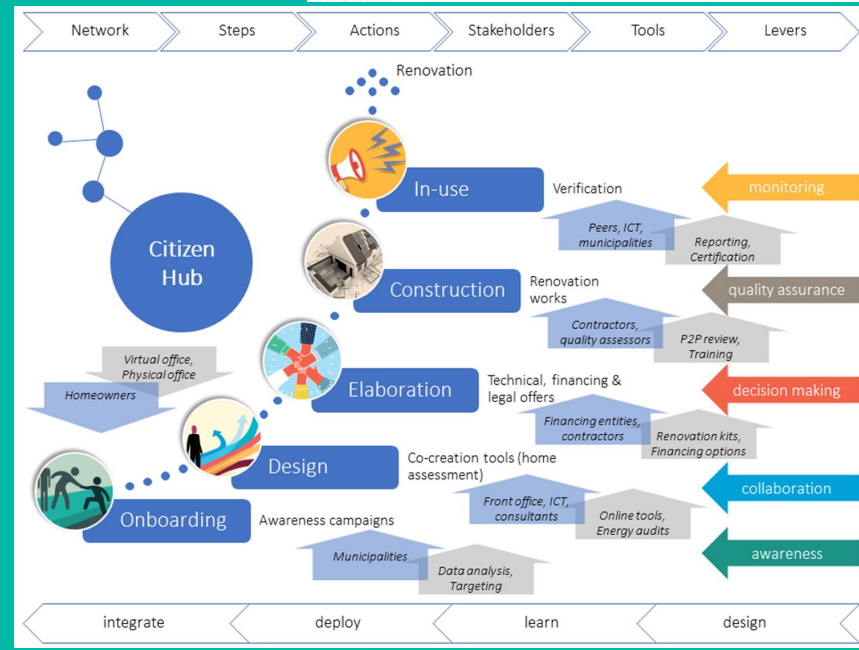 Network
Steps
Actions
Stakeholders
Tools
Levers
Renovation
In-use
Verification
monitoring
Peers, ICT,
municipalities
Reporting,
Certification
Citizen
Hub
Construction
Renovation
works
quality assurance
Contractors,
quality assessors
P2P review,
Training
Virtual office,
Physical office
Homeowners
Elaboration
Technical, financing &
legal offers
decision making
Financing entities,
contractors
Renovation kits,
Financing options
Design
Co-creation tools (home
assessment)
collaboration
Front office, ICT,
consultants
Online tools,
Energy audits
Onboarding
Awareness campaigns
awareness
Municipalities
Data analysis,
Targeting
integrate
deploy
learn
design